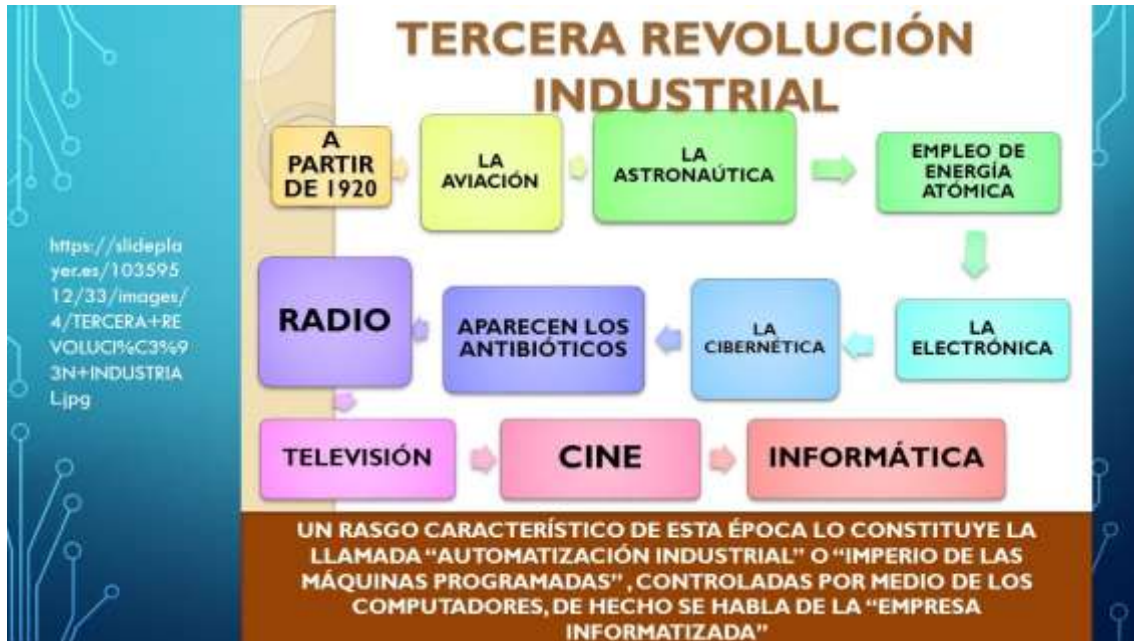 TERCERA REVOLUCIÓN
INDUSTRIAL
A
PARTIR
DE 1920
LA
AVIACIÓN
LA
ASTRONAÚTICA
EMPLEO DE
ENERGÍA
ATÓMICA
LA
ELECTRÓNICA
LA
CIBERNÉTICA
APARECEN LOS
ANTIBIÓTICOS
RADIO
TELEVISIÓN
CINE
INFORMÁTICA
UN RASGO CARACTERÍSTICO DE ESTA ÉPOCA LO CONSTITUYE LA
LLAMADA “AUTOMATIZACIÓN INDUSTRIAL” O “IMPERIO DE LAS
MÁQUINAS PROGRAMADAS” , CONTROLADAS POR MEDIO DE LOS
COMPUTADORES, DE HECHO SE HABLA DE LA “EMPRESA
INFORMATIZADA”
https://slidepla
yer.es/103595
12/33/images/
4/TERCERA+RE
VOLUCI%C3%9
3N+INDUSTRIA
L.jpg